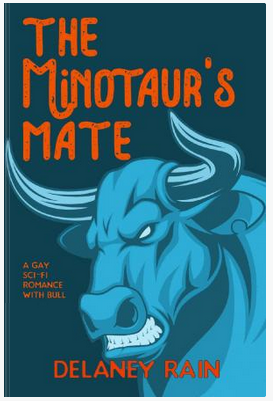 THE
MINOTAUR'S
MATE
A GAY
SCI-FI
ROMANCE
WITH BULL
DELANEY RAIN